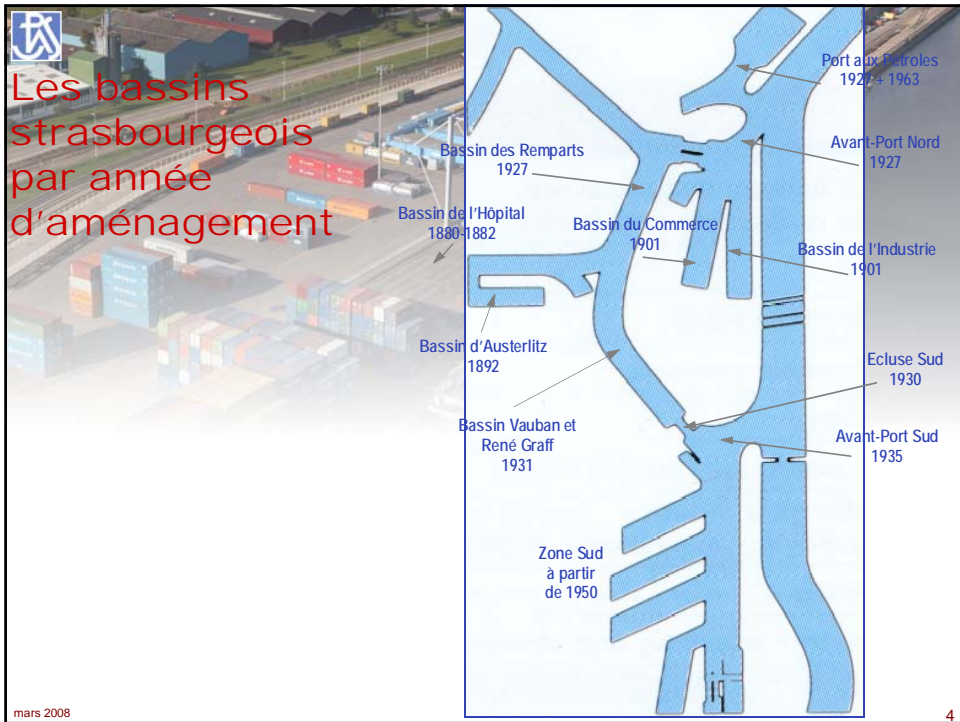 Les bassins
strasbourgeois
par année
d'aménagement
Port aux Pétroles
1927 + 1963
Avant-Port Nord
1927
Bassin des Remparts
1927
Bassin de l'Hôpital
1880-1882
Bassin du Commerce
1901
Bassin de l'Industrie
1901
Bassin d'Austerlitz
1892
Ecluse Sud
1930
Bassin Vauban et
René Graff
1931
Avant-Port Sud
1935
Zone Sud
à partir
de 1950
mars 2008
4